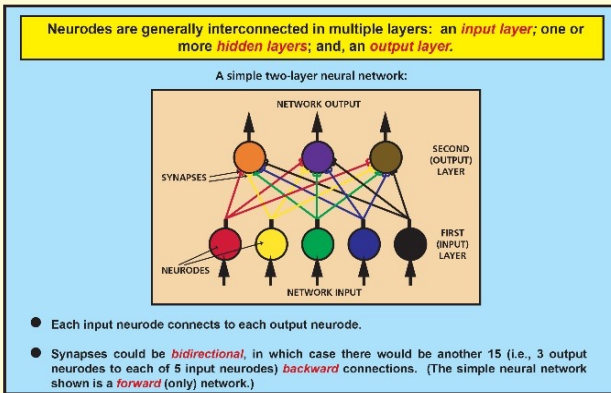 Neurodes are generally interconnected in multiple layers: an input layer; one or
more hidden layers; and, an output layer.
A simple two-layer neural network:
NETWORK OUTPUT
SECOND
(OUTPUT)
LAYER
SYNAPSES
FIRST
(INPUT)
LAYER
NEURODES
NETWORK INPUT
● Each input neurode connects to each output neurode.
● Synapses could be bidirectional, in which case there would be another 15 (i.e., 3 output
neurodes to each of 5 input neurodes) backward connections. (The simple neural network
shown is a forward (only) network.)